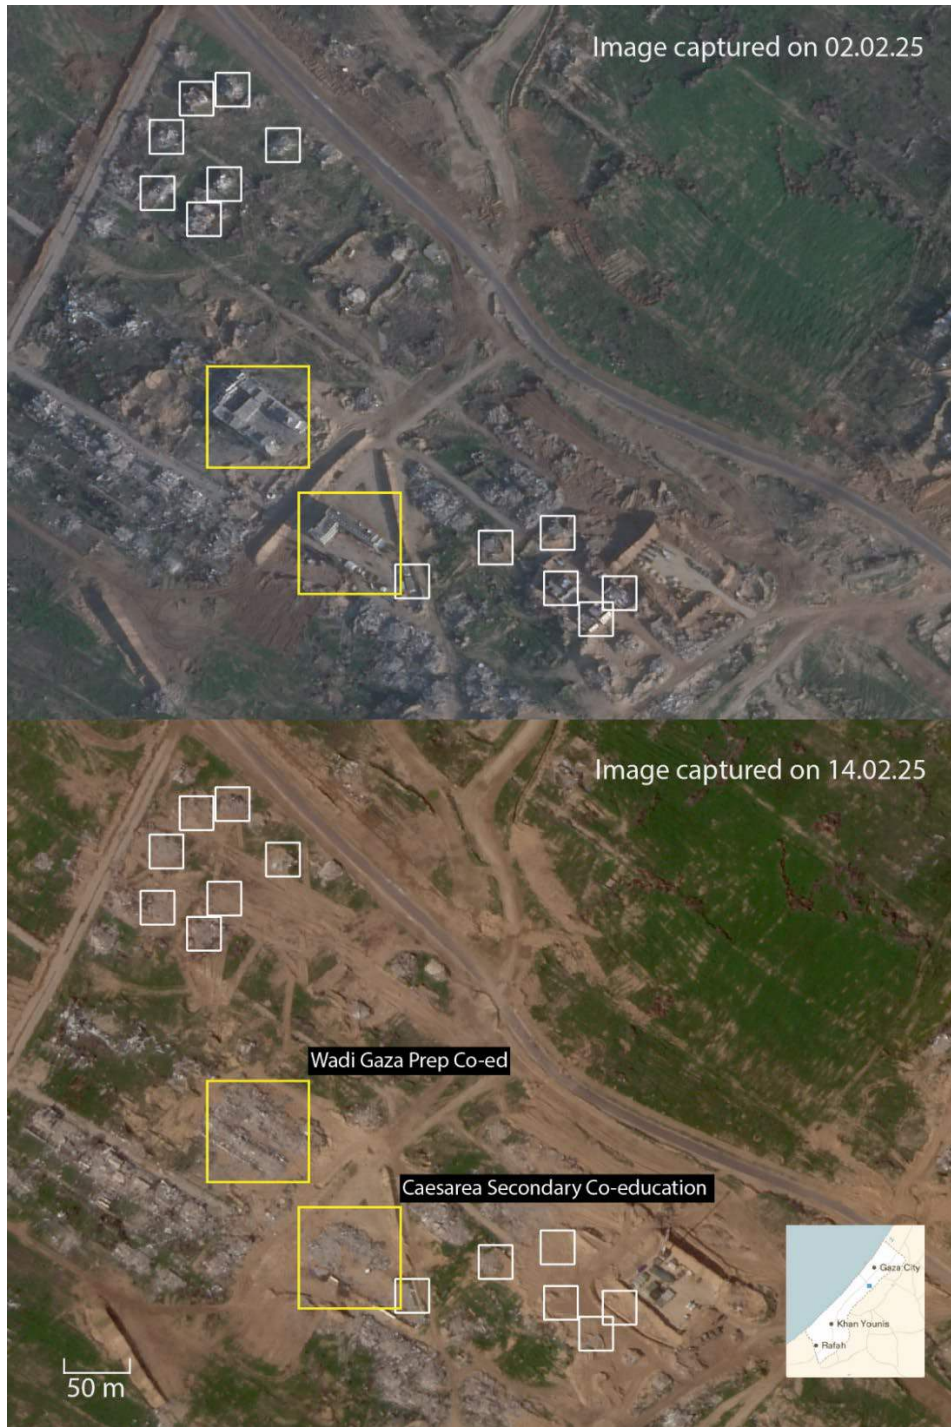 Image captured on 02.02.25
Image captured on 14.02.25
Wadi Gaza Prep Co-ed
Caesarea Secondary Co-education
Gaza City
Khan Younis
Rafah
50 m